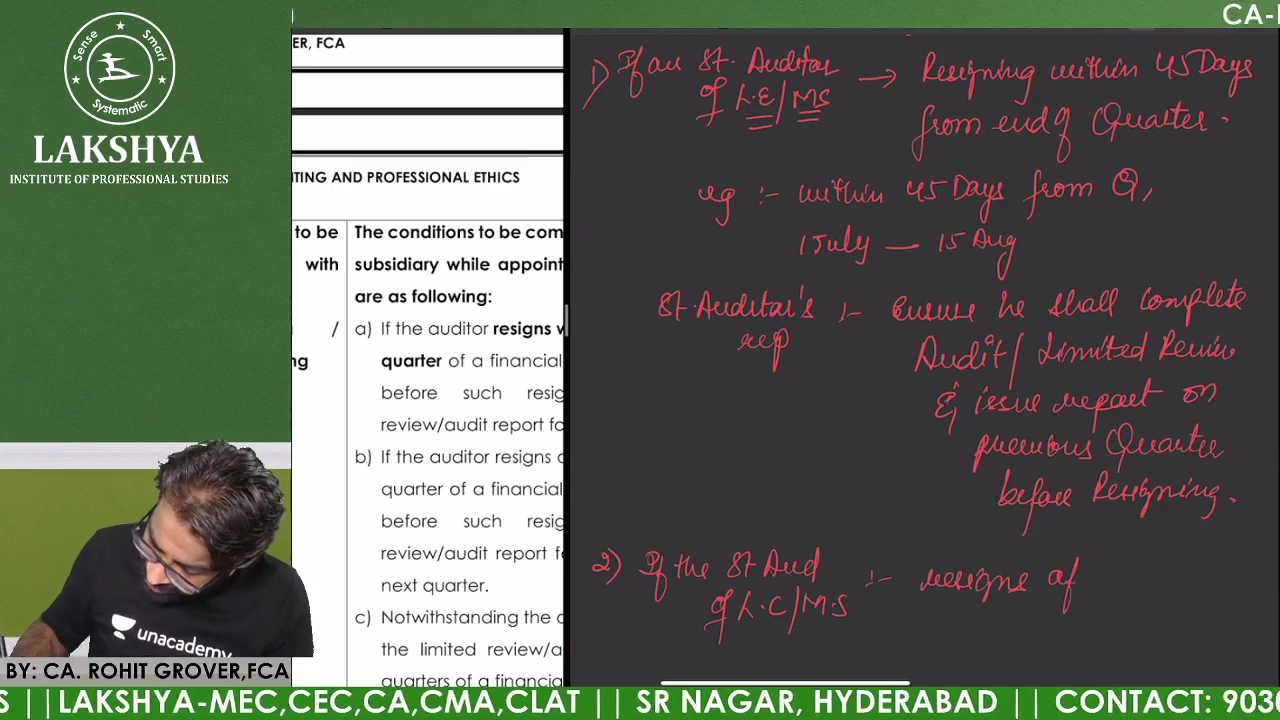 Sense
Smart
Systematic
LAKSHYA
INSTITUTE OF PROFESSIONAL STUDIES
CA-
ER, FCA
TING AND PROFESSIONAL ETHICS
to be
with
/
ng
The conditions to be com
subsidiary while appoint
are as following:
a) If the auditor resigns
quarter of a financial
before such resig
review/audit report fo
b) If the auditor resigns
quarter of a financial
before such resig
review/audit report f
next quarter.
c) Notwithstanding the
the limited review/a
quarters of a financia
1) If an St. Auditor → Resigning within 45 Days
of L.E/MS from end of Quarter.
eg :- within 45 Days from Q1
1 July — 15 Aug
St. Auditor's :- Ensure he shall complete
resp Audit/Limited Review
& issue report on
previous Quarter
before Resigning.
2) If the St Aud :- resigns af
of L.C/M.S
unacademy
BY: CA. ROHIT GROVER,FCA
S ||LAKSHYA-MEC,CEC,CA,CMA,CLAT || SR NAGAR, HYDERABAD || CONTACT: 903